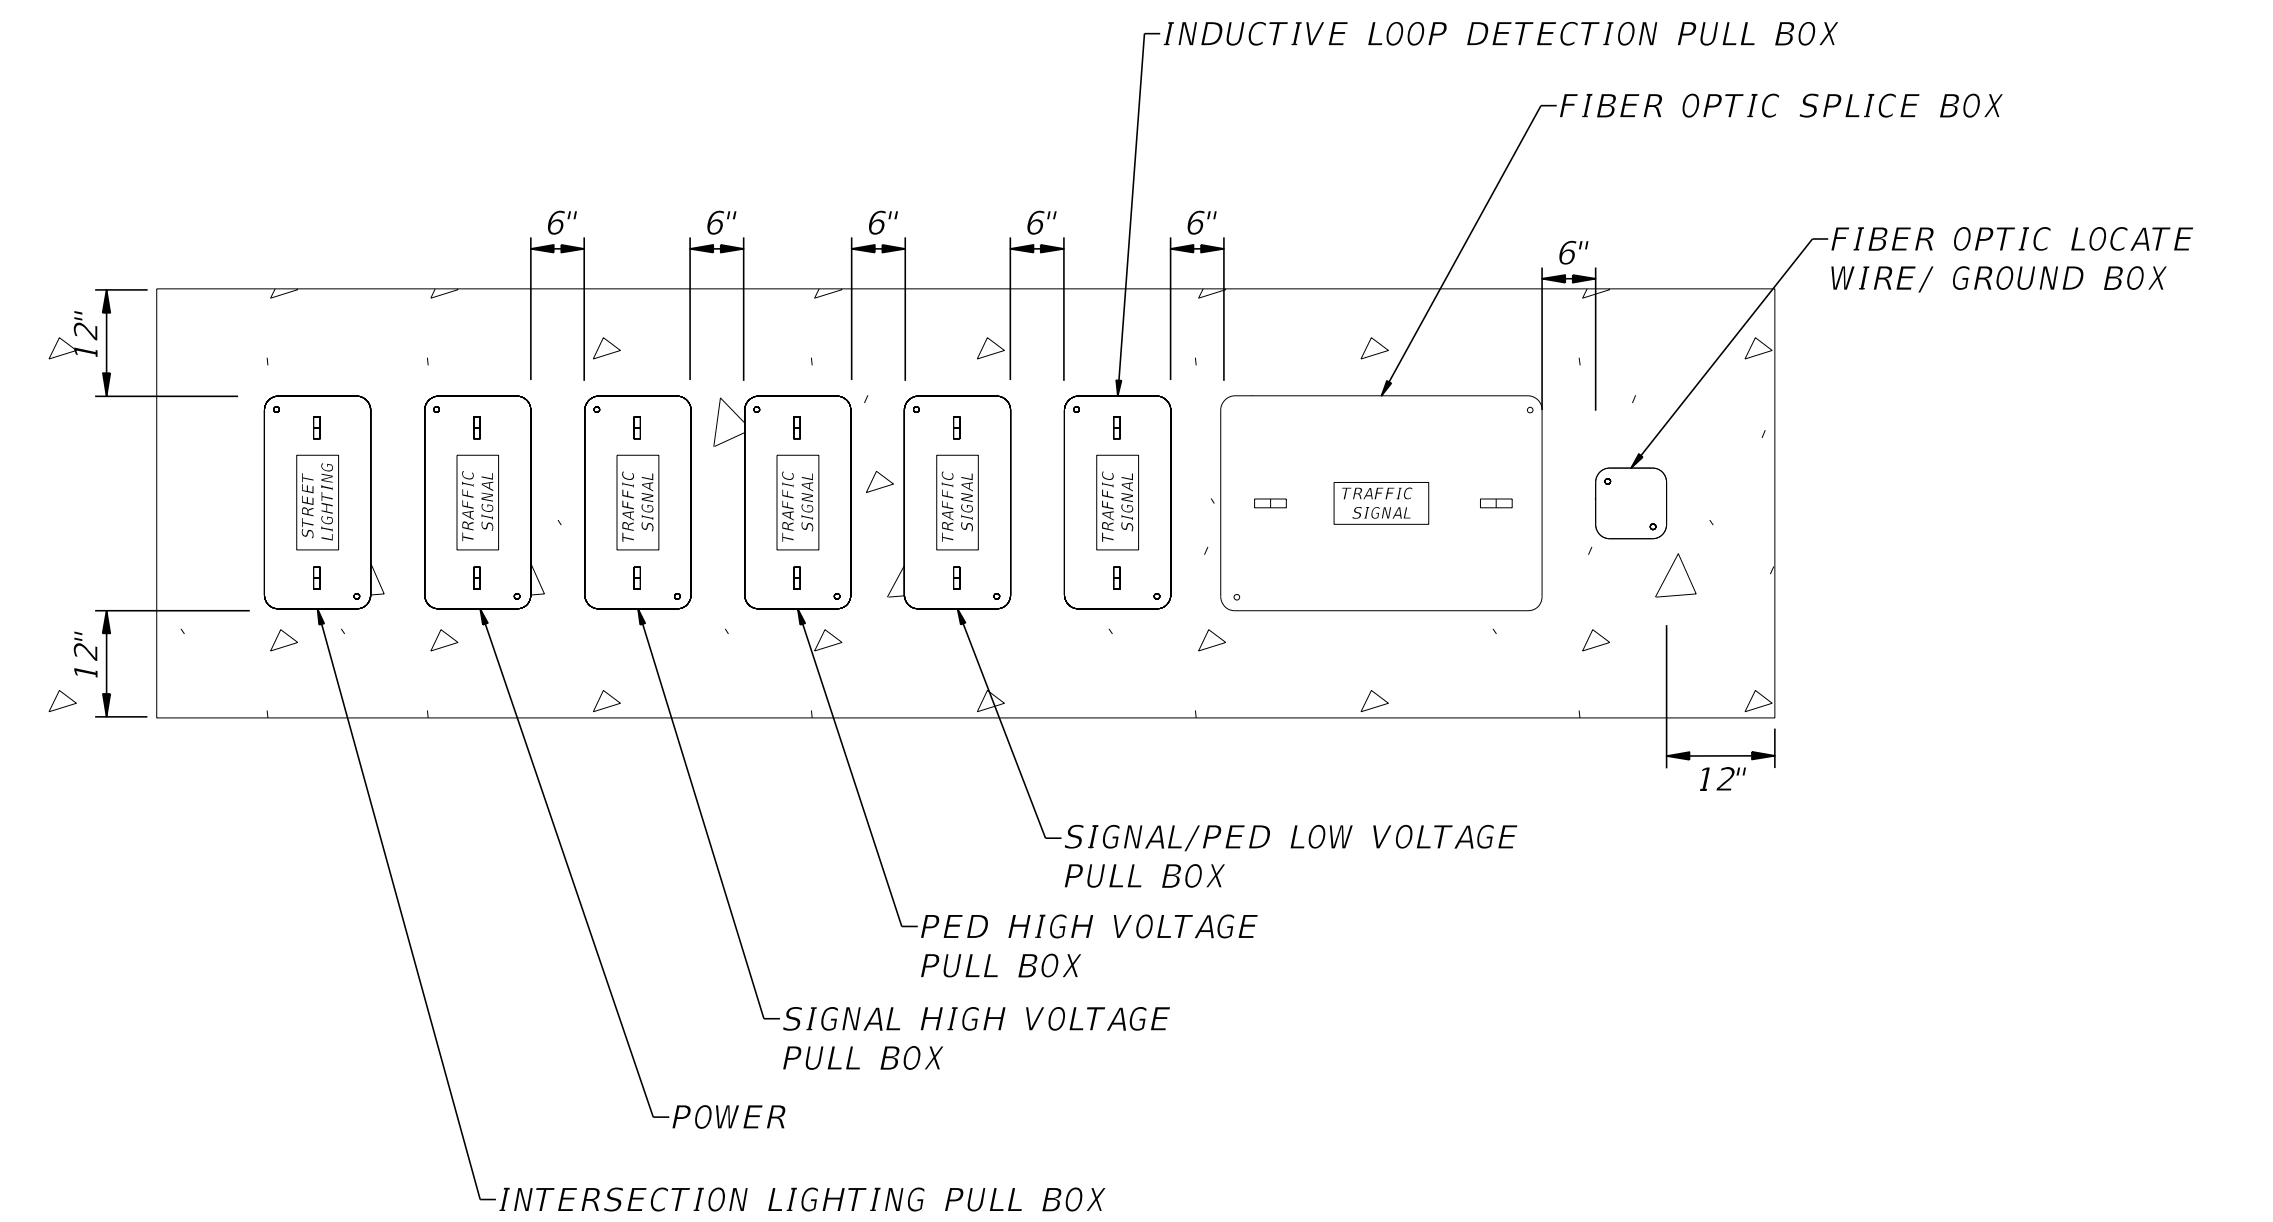 INDUCTIVE LOOP DETECTION PULL BOX
FIBER OPTIC SPLICE BOX
FIBER OPTIC LOCATE
WIRE/ GROUND BOX
6"
6"
6"
6"
6"
6"
12"
12"
STREET
LIGHTING
TRAFFIC
SIGNAL
TRAFFIC
SIGNAL
TRAFFIC
SIGNAL
TRAFFIC
SIGNAL
TRAFFIC
SIGNAL
TRAFFIC
SIGNAL
12"
SIGNAL/PED LOW VOLTAGE
PULL BOX
PED HIGH VOLTAGE
PULL BOX
SIGNAL HIGH VOLTAGE
PULL BOX
POWER
INTERSECTION LIGHTING PULL BOX